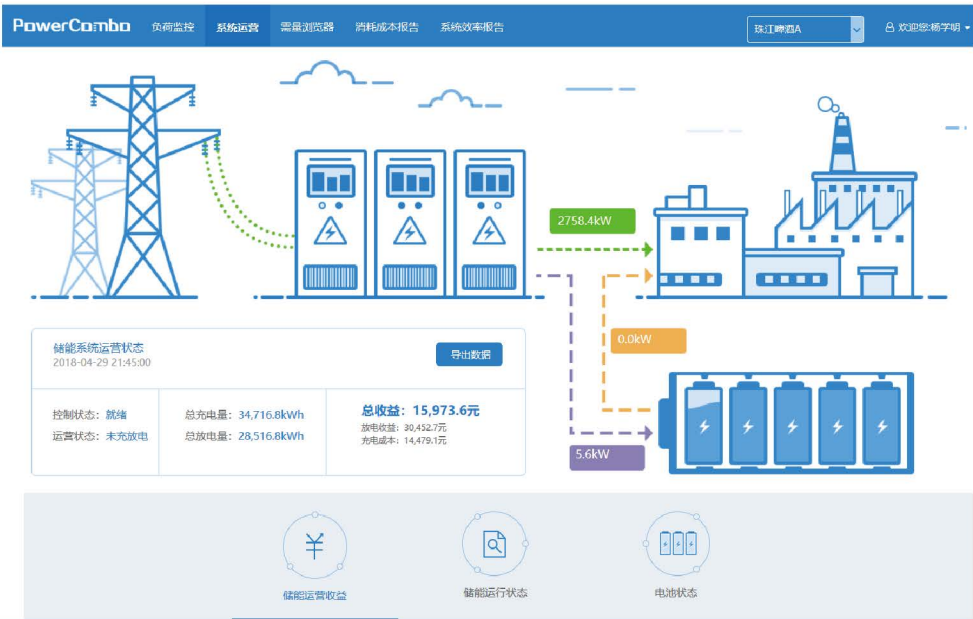 PowerCombo 负荷监控 系统运营 需量浏览器 消耗成本报告 系统效率报告 珠江啤酒A 欢迎您:杨学明
2758.4kW
0.0kW
储能系统运营状态 导出数据
2018-04-29 21:45:00
控制状态：就绪 总充电量：34,716.8kWh 总收益：15,973.6元
放电收益：30,452.7元
运营状态：未充放电 总放电量：28,516.8kWh 充电成本：14,479.1元
5.6kW
储能运营收益 储能运行状态 电池状态